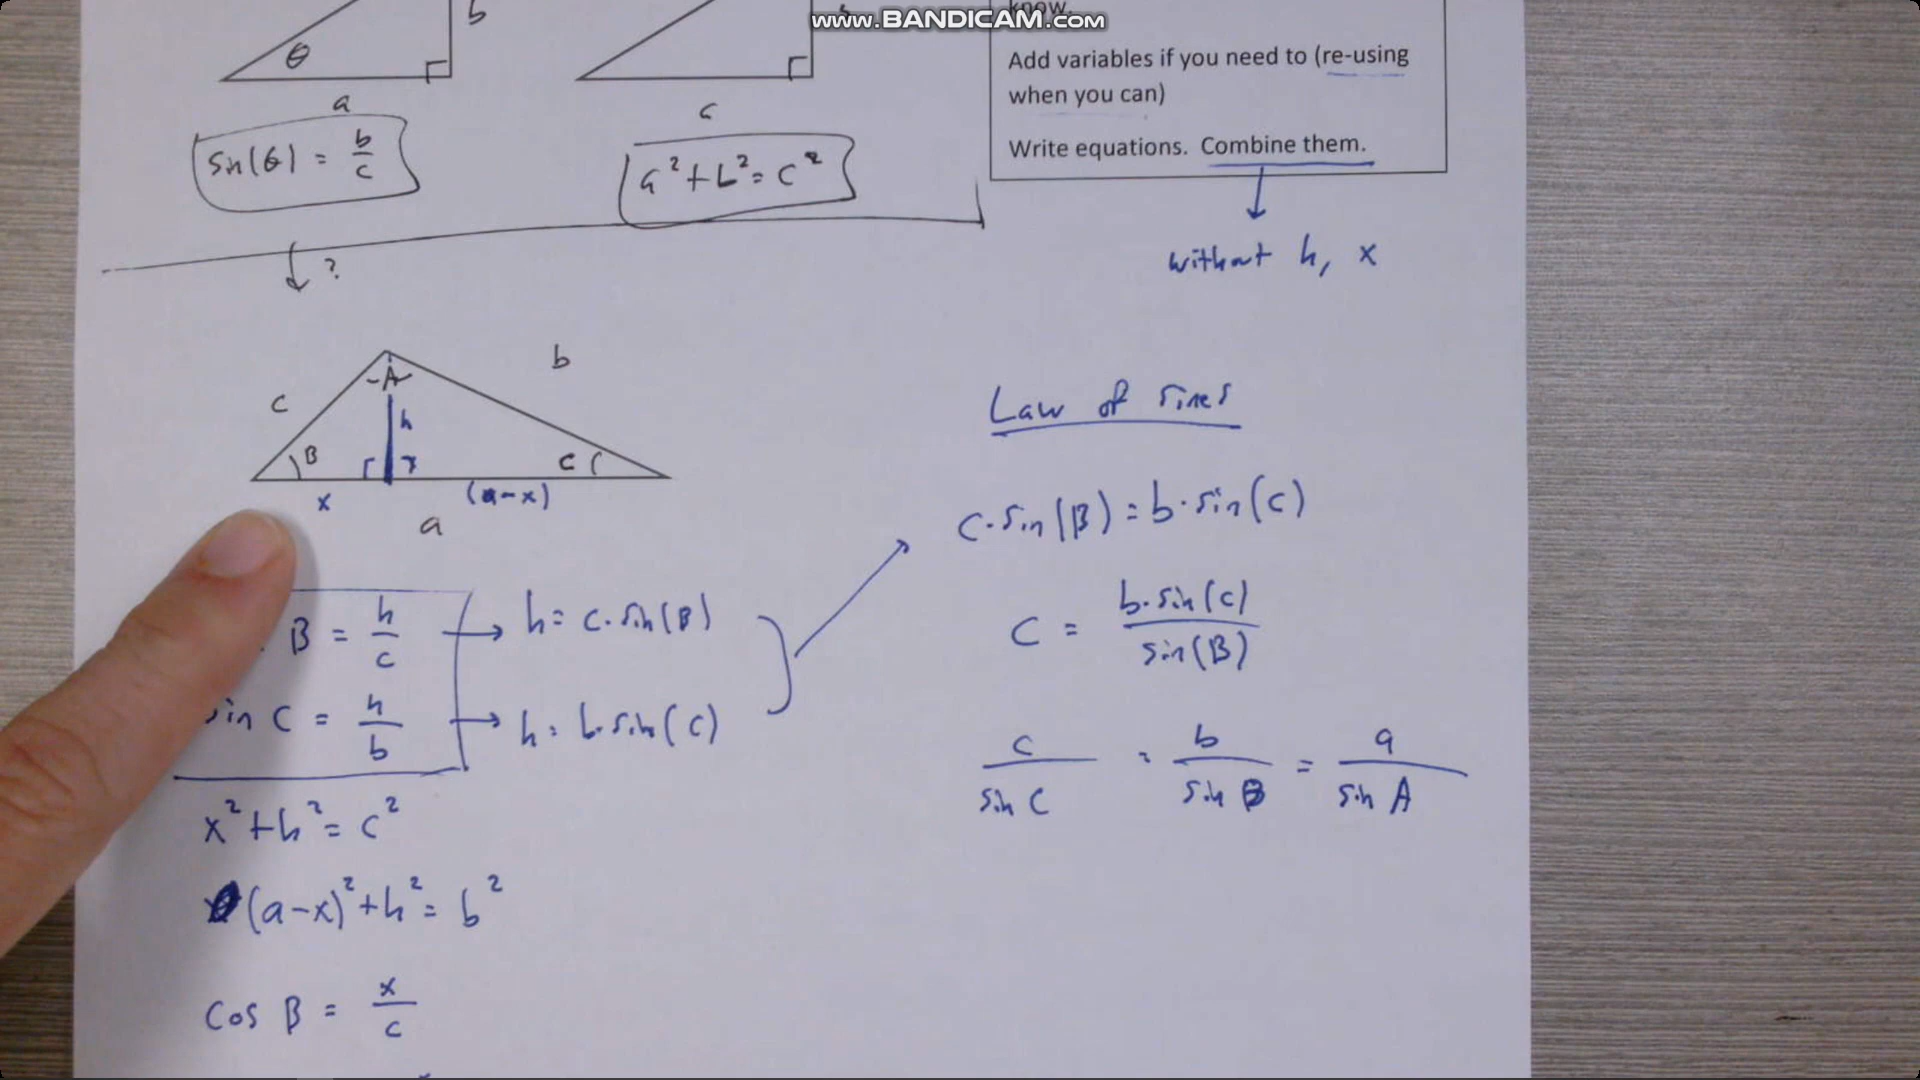 b
www.BANDICAM.com
know.
θ
Add variables if you need to (re-using
when you can)
a
c
sin(θ) = b/c
a²+b²=c²
Write equations. Combine them.
?
without h, x
b
A
c
h
B
C
x
(a-x)
a
Law of sines
c·sin(B)=b·sin(C)
B = h/c → h= c·sin(B)
c = b·sin(c)/sin(B)
in C = h/b → h= b·sin(C)
c/sin C = b/sin B = a/sin A
x²+h²=c²
(a-x)²+h²=b²
cos B = x/c